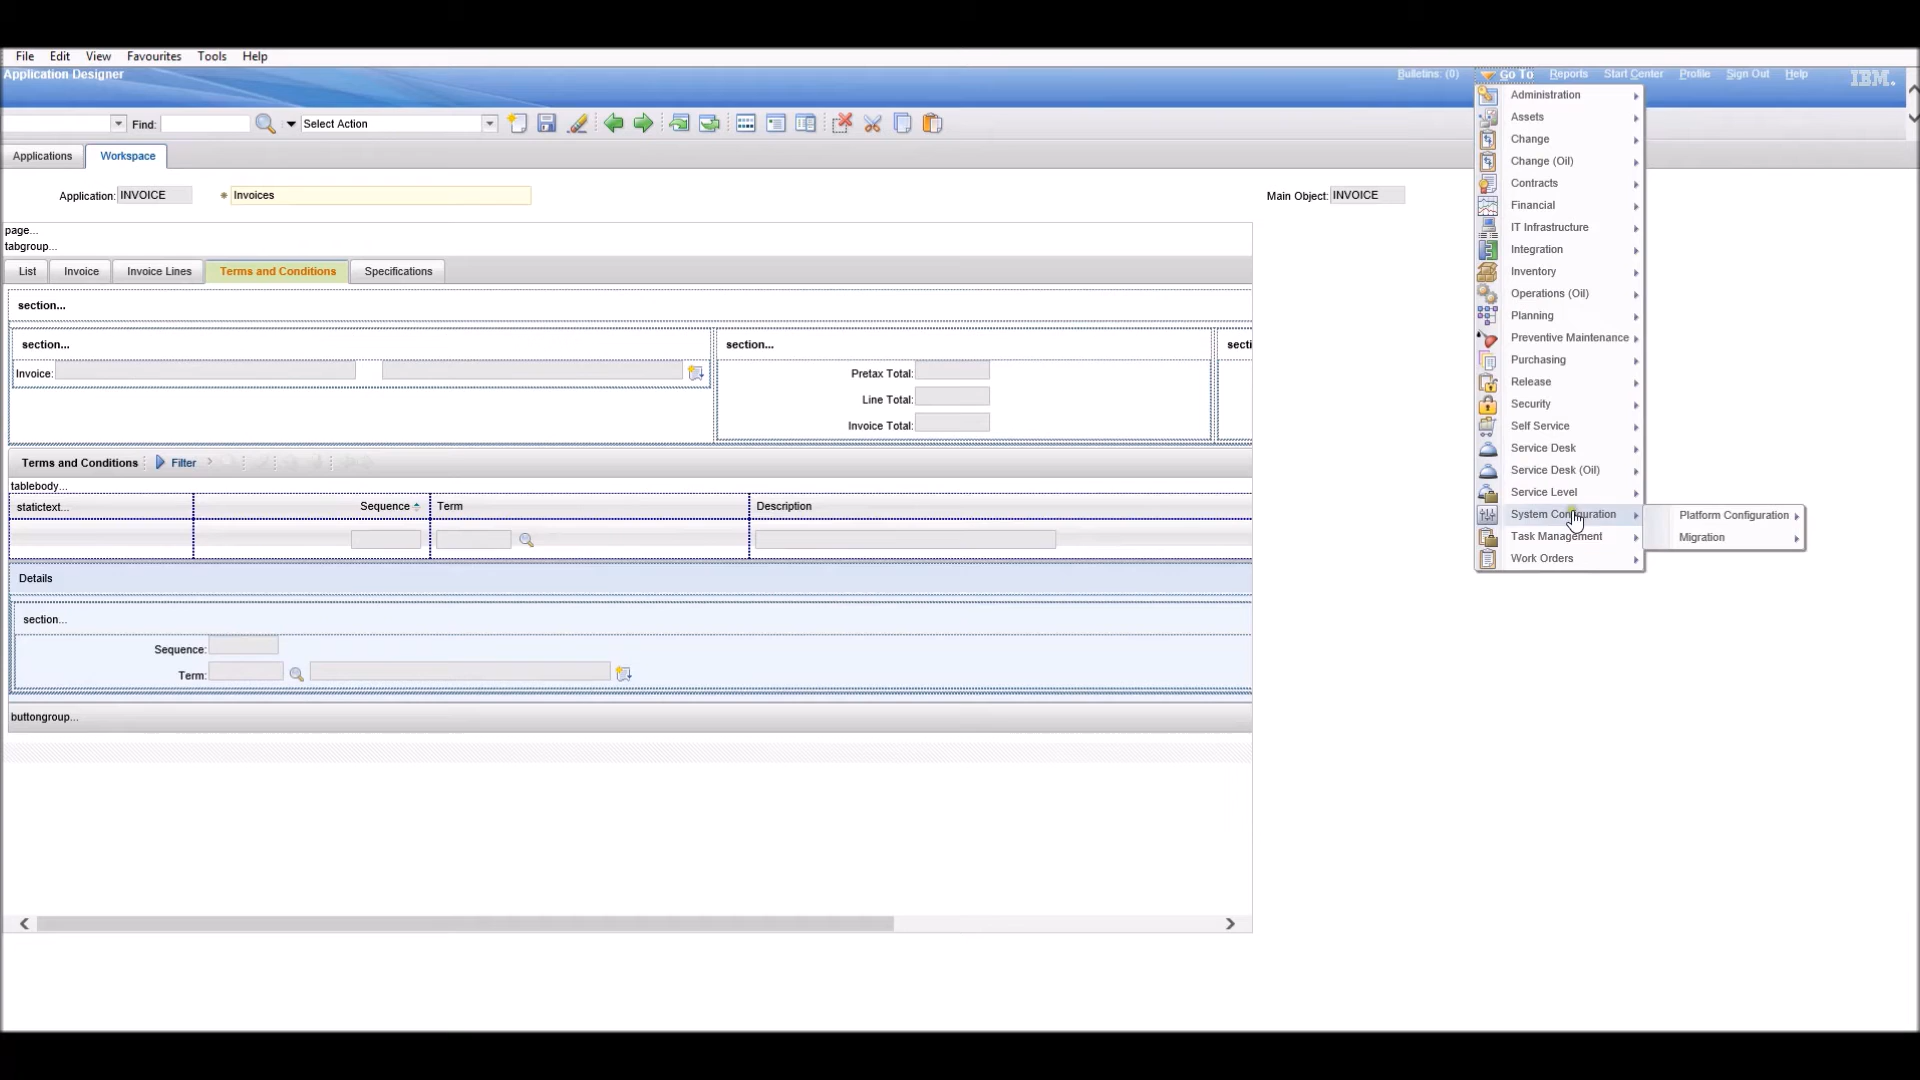 File Edit View Favourites Tools Help
Application Designer
Bulletins: (0) Go To Reports Start Center Profile Sign Out Help IBM.
Find: Select Action
Applications Workspace
Application: INVOICE * Invoices Main Object: INVOICE
page...
tabgroup...
List Invoice Invoice Lines Terms and Conditions Specifications
section...
section... section... secti
Invoice: Pretax Total:
Line Total:
Invoice Total:
Terms and Conditions Filter
tablebody...
statictext... Sequence Term Description
Details
section...
Sequence:
Term:
buttongroup...
Administration
Assets
Change
Change (Oil)
Contracts
Financial
IT Infrastructure
Integration
Inventory
Operations (Oil)
Planning
Preventive Maintenance
Purchasing
Release
Security
Self Service
Service Desk
Service Desk (Oil)
Service Level
System Configuration
Task Management
Work Orders
Platform Configuration
Migration